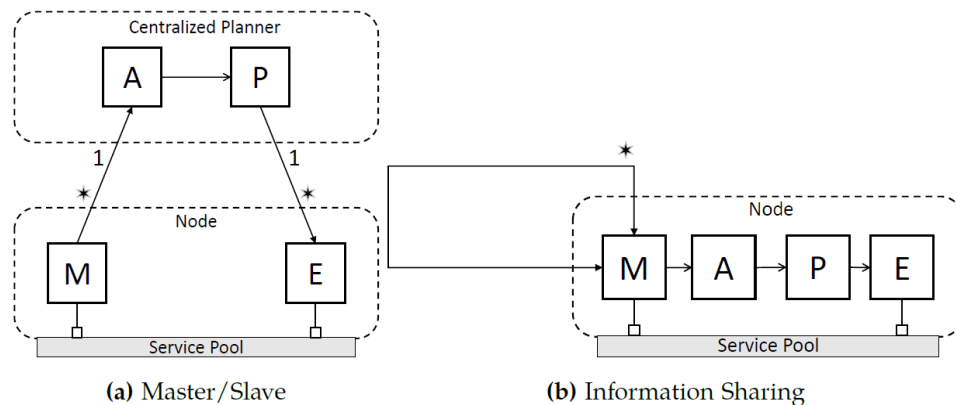 Centralized Planner
A
P
1
1
✶
✶
Node
M
E
Service Pool
(a) Master/Slave
✶
Node
M
A
P
E
Service Pool
(b) Information Sharing